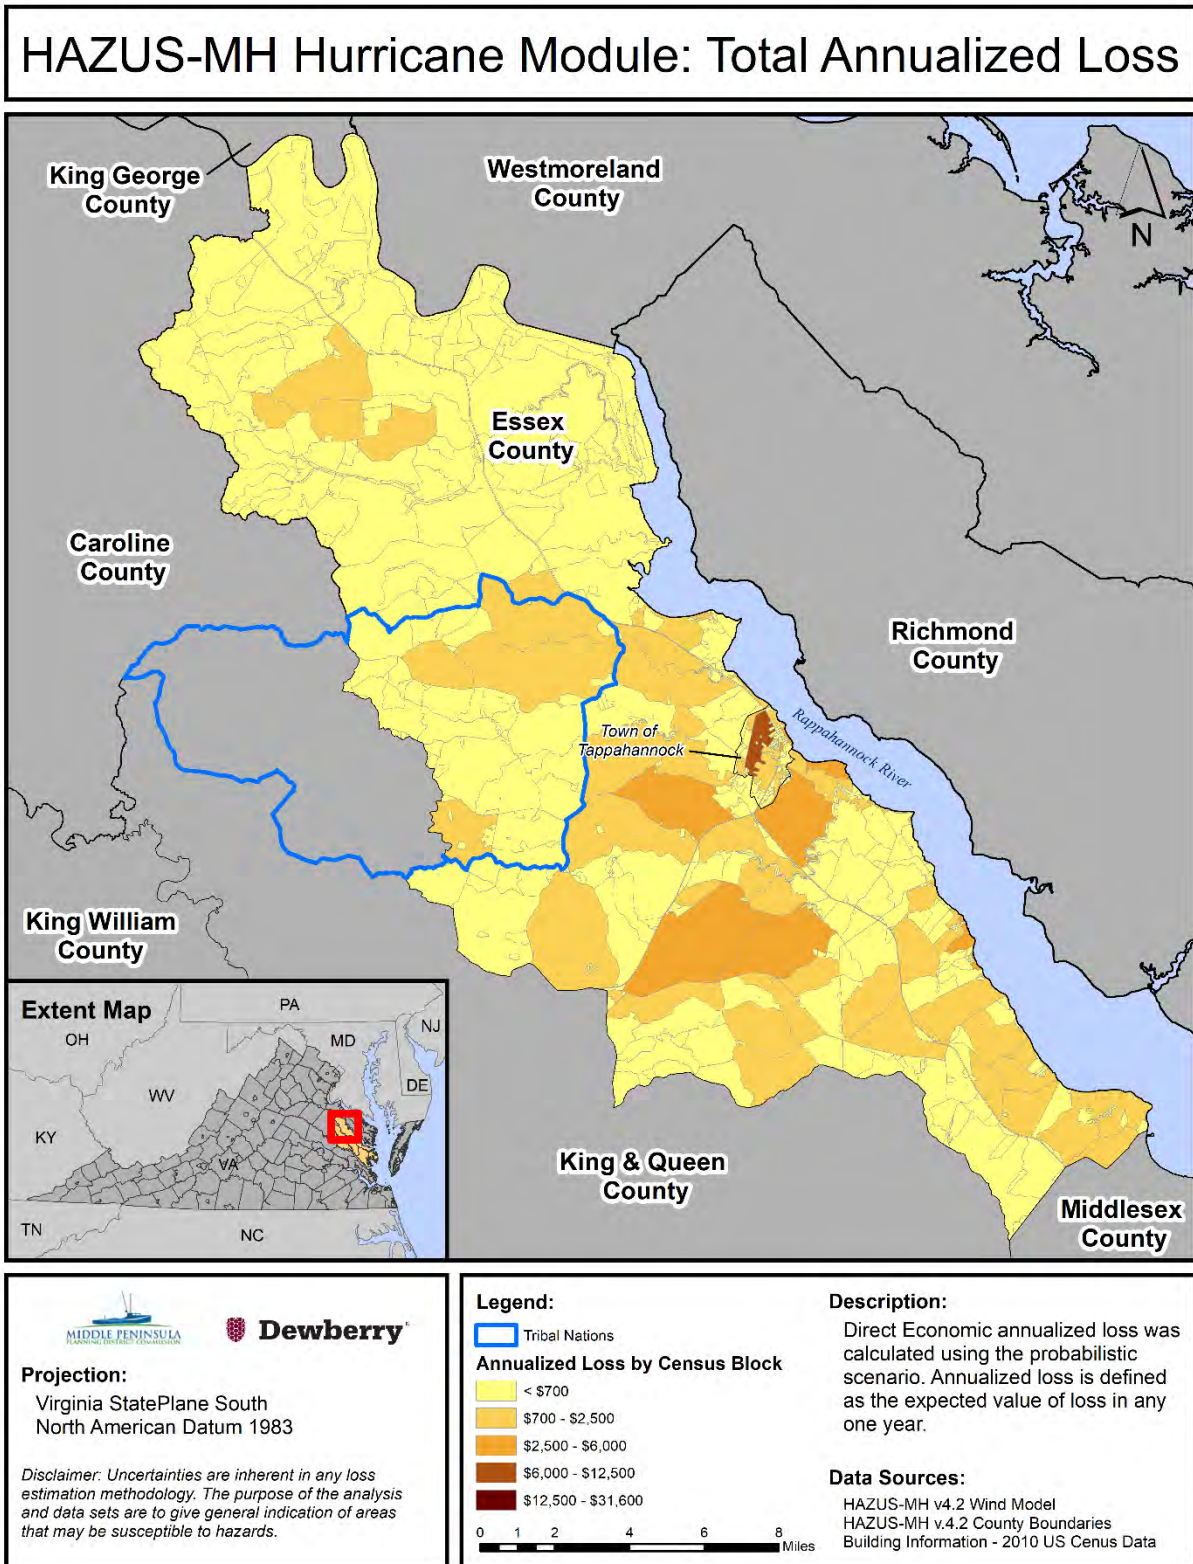 HAZUS-MH Hurricane Module: Total Annualized Loss
King George
County
Westmoreland
County
N
Essex
County
Caroline
County
Richmond
County
Town of
Tappahannock
Rappahannock River
King William
County
King & Queen
County
Middlesex
County
Extent Map
PA
OH
NJ
MD
DE
WV
KY
VA
TN
NC
MIDDLE PENINSULA
PLANNING DISTRICT COMMISSION
Dewberry
Projection:
Virginia StatePlane South
North American Datum 1983
Disclaimer: Uncertainties are inherent in any loss
estimation methodology. The purpose of the analysis
and data sets are to give general indication of areas
that may be susceptible to hazards.
Legend:
Tribal Nations
Annualized Loss by Census Block
< $700
$700 - $2,500
$2,500 - $6,000
$6,000 - $12,500
$12,500 - $31,600
0 1 2 4 6 8
Miles
Description:
Direct Economic annualized loss was
calculated using the probabilistic
scenario. Annualized loss is defined
as the expected value of loss in any
one year.
Data Sources:
HAZUS-MH v4.2 Wind Model
HAZUS-MH v.4.2 County Boundaries
Building Information - 2010 US Cenus Data